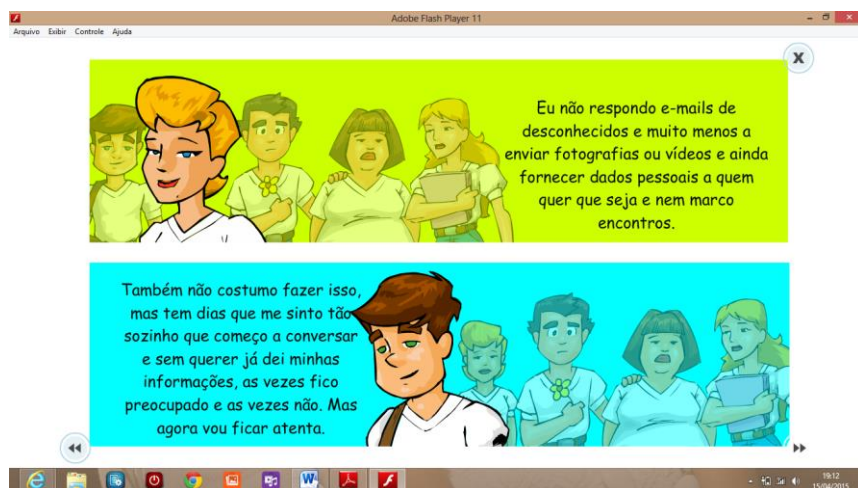 Adobe Flash Player 11
Arquivo Exibir Controle Ajuda
X
Eu não respondo e-mails de
desconhecidos e muito menos a
enviar fotografias ou vídeos e ainda
fornecer dados pessoais a quem
quer que seja e nem marco
encontros.
Também não costumo fazer isso,
mas tem dias que me sinto tão
sozinho que começo a conversar
e sem querer já dei minhas
informações, as vezes fico
preocupado e as vezes não. Mas
agora vou ficar atenta.
19:12
15/04/2015